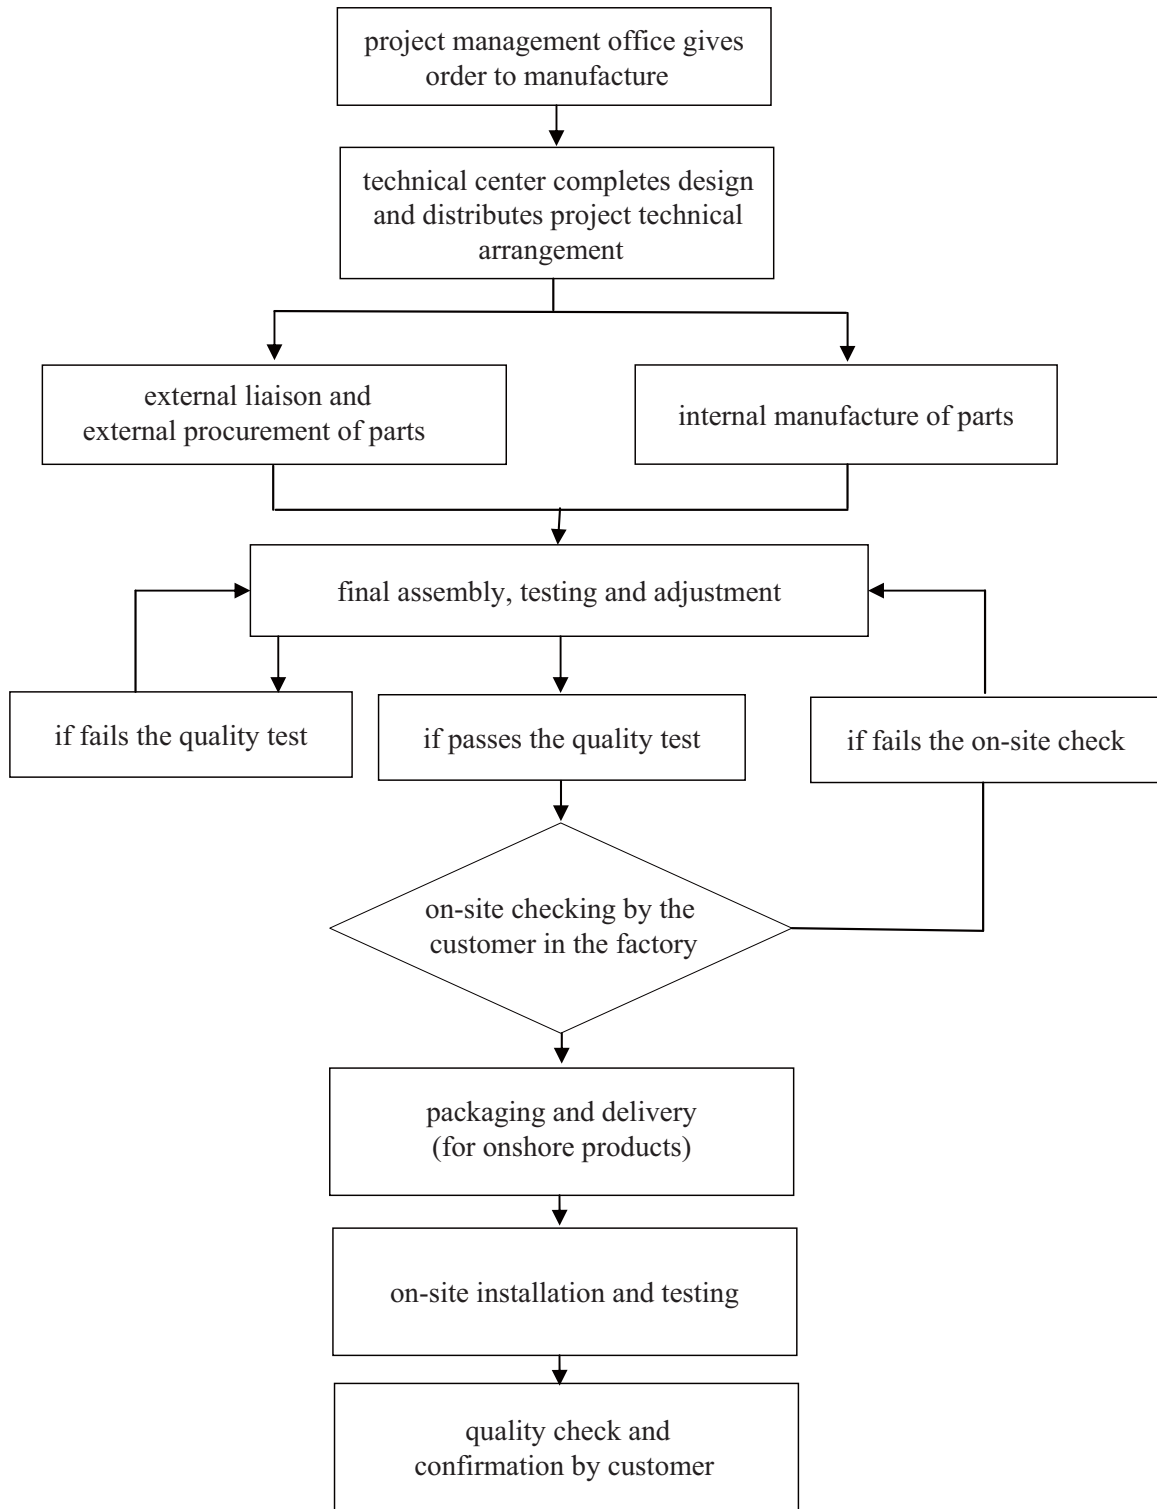 project management office gives
order to manufacture
technical center completes design
and distributes project technical
arrangement
external liaison and
external procurement of parts
internal manufacture of parts
final assembly, testing and adjustment
if fails the quality test
if passes the quality test
if fails the on-site check
on-site checking by the
customer in the factory
packaging and delivery
(for onshore products)
on-site installation and testing
quality check and
confirmation by customer